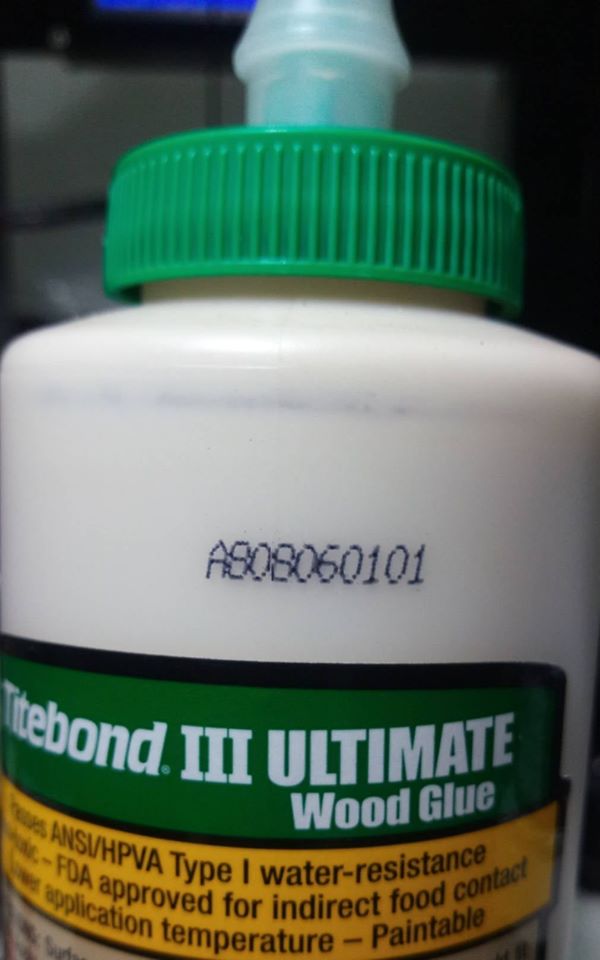 A808060101
Titebond® III ULTIMATE
Wood Glue
Passes ANSI/HPVA Type I water-resistance
– FDA approved for indirect food contact
application temperature – Paintable